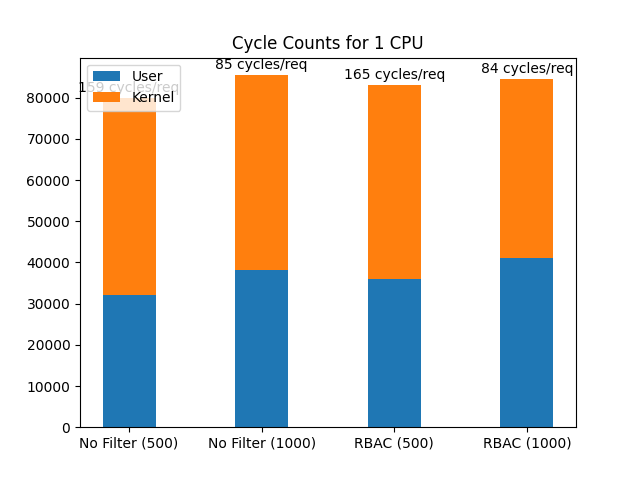 Cycle Counts for 1 CPU
User
Kernel
159 cycles/req
85 cycles/req
165 cycles/req
84 cycles/req
80000
70000
60000
50000
40000
30000
20000
10000
0
No Filter (500)
No Filter (1000)
RBAC (500)
RBAC (1000)